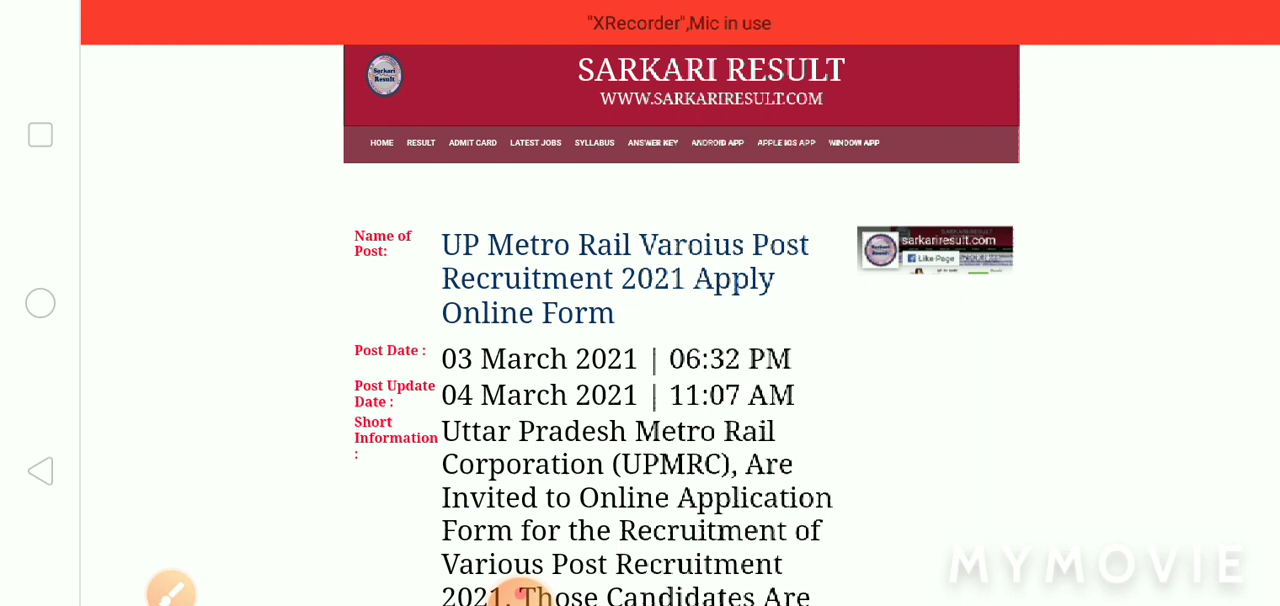 "XRecorder",Mic in use
Sarkari
Result
SARKARI RESULT
WWW.SARKARIRESULT.COM
HOME RESULT ADMIT CARD LATEST JOBS SYLLABUS ANSWER KEY ANDROID APP APPLE IOS APP WINDOW APP
Name of
Post:
UP Metro Rail Varoius Post
Recruitment 2021 Apply
Online Form
sarkariresult.com
Like Page
Post Date :
03 March 2021 | 06:32 PM
Post Update
Date :
04 March 2021 | 11:07 AM
Short
Information
:
Uttar Pradesh Metro Rail
Corporation (UPMRC), Are
Invited to Online Application
Form for the Recruitment of
Various Post Recruitment
2021. Those Candidates Are
MYMOVIE